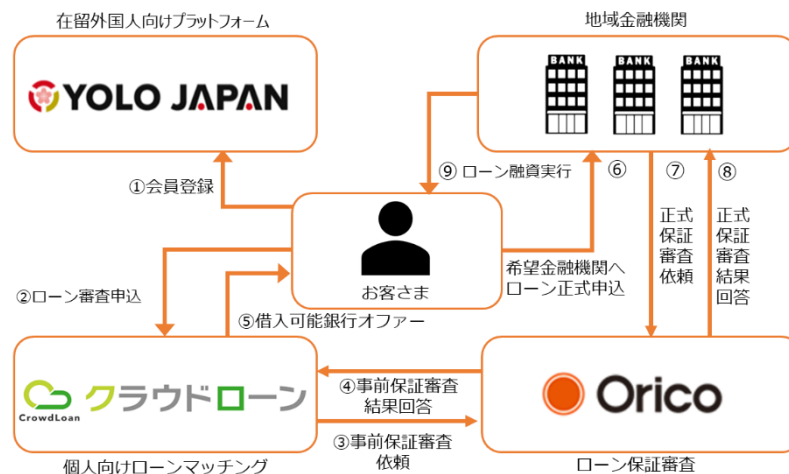 在留外国人向けプラットフォーム
YOLO JAPAN
地域金融機関
BANK
BANK
BANK
①会員登録
⑨ ローン融資実行
⑥
⑦
⑧
お客さま
希望金融機関へ
ローン正式申込
正式
保証
審査
依頼
正式
保証
審査
結果
回答
②ローン審査申込
⑤借入可能銀行オファー
CrowdLoan
クラウドローン
個人向けローンマッチング
④事前保証審査
結果回答
③事前保証審査
依頼
Orico
ローン保証審査